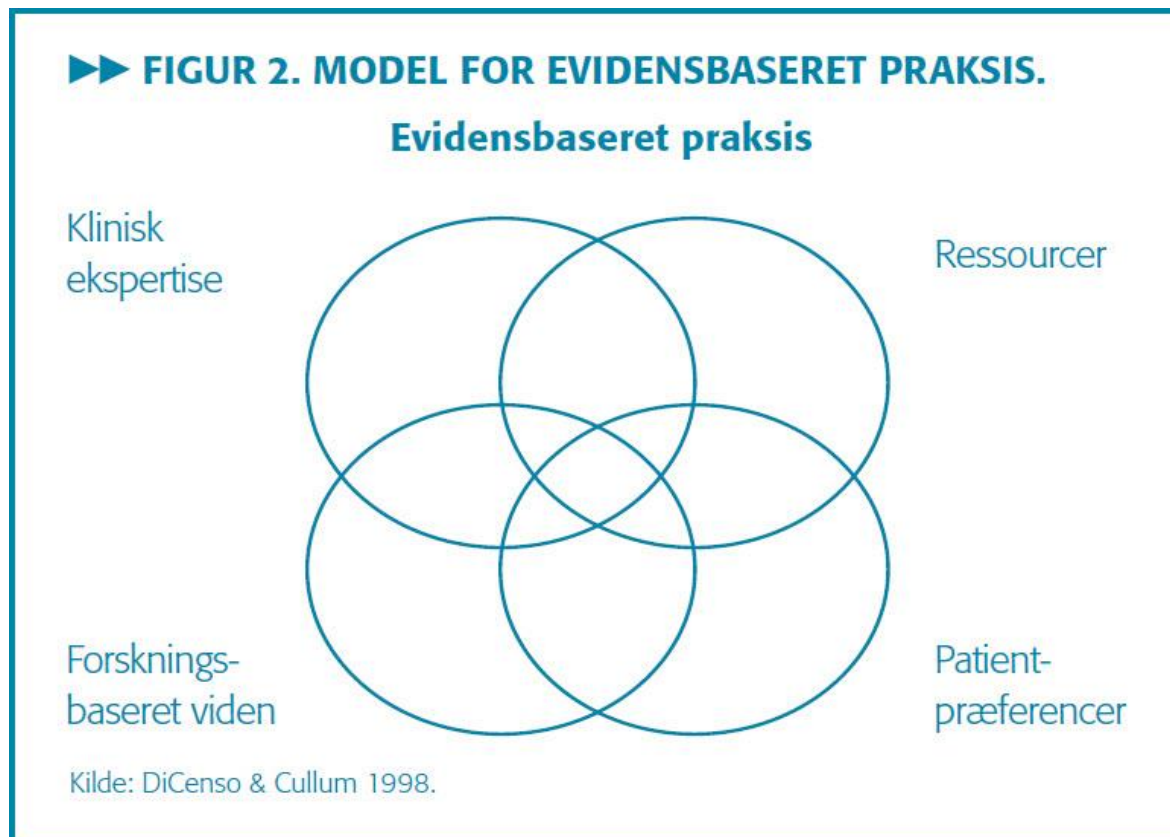 ▶▶ FIGUR 2. MODEL FOR EVIDENSBASERET PRAKSIS.
Evidensbaseret praksis
Klinisk
ekspertise
Ressourcer
Forsknings-
baseret viden
Patient-
præferencer
Kilde: DiCenso & Cullum 1998.